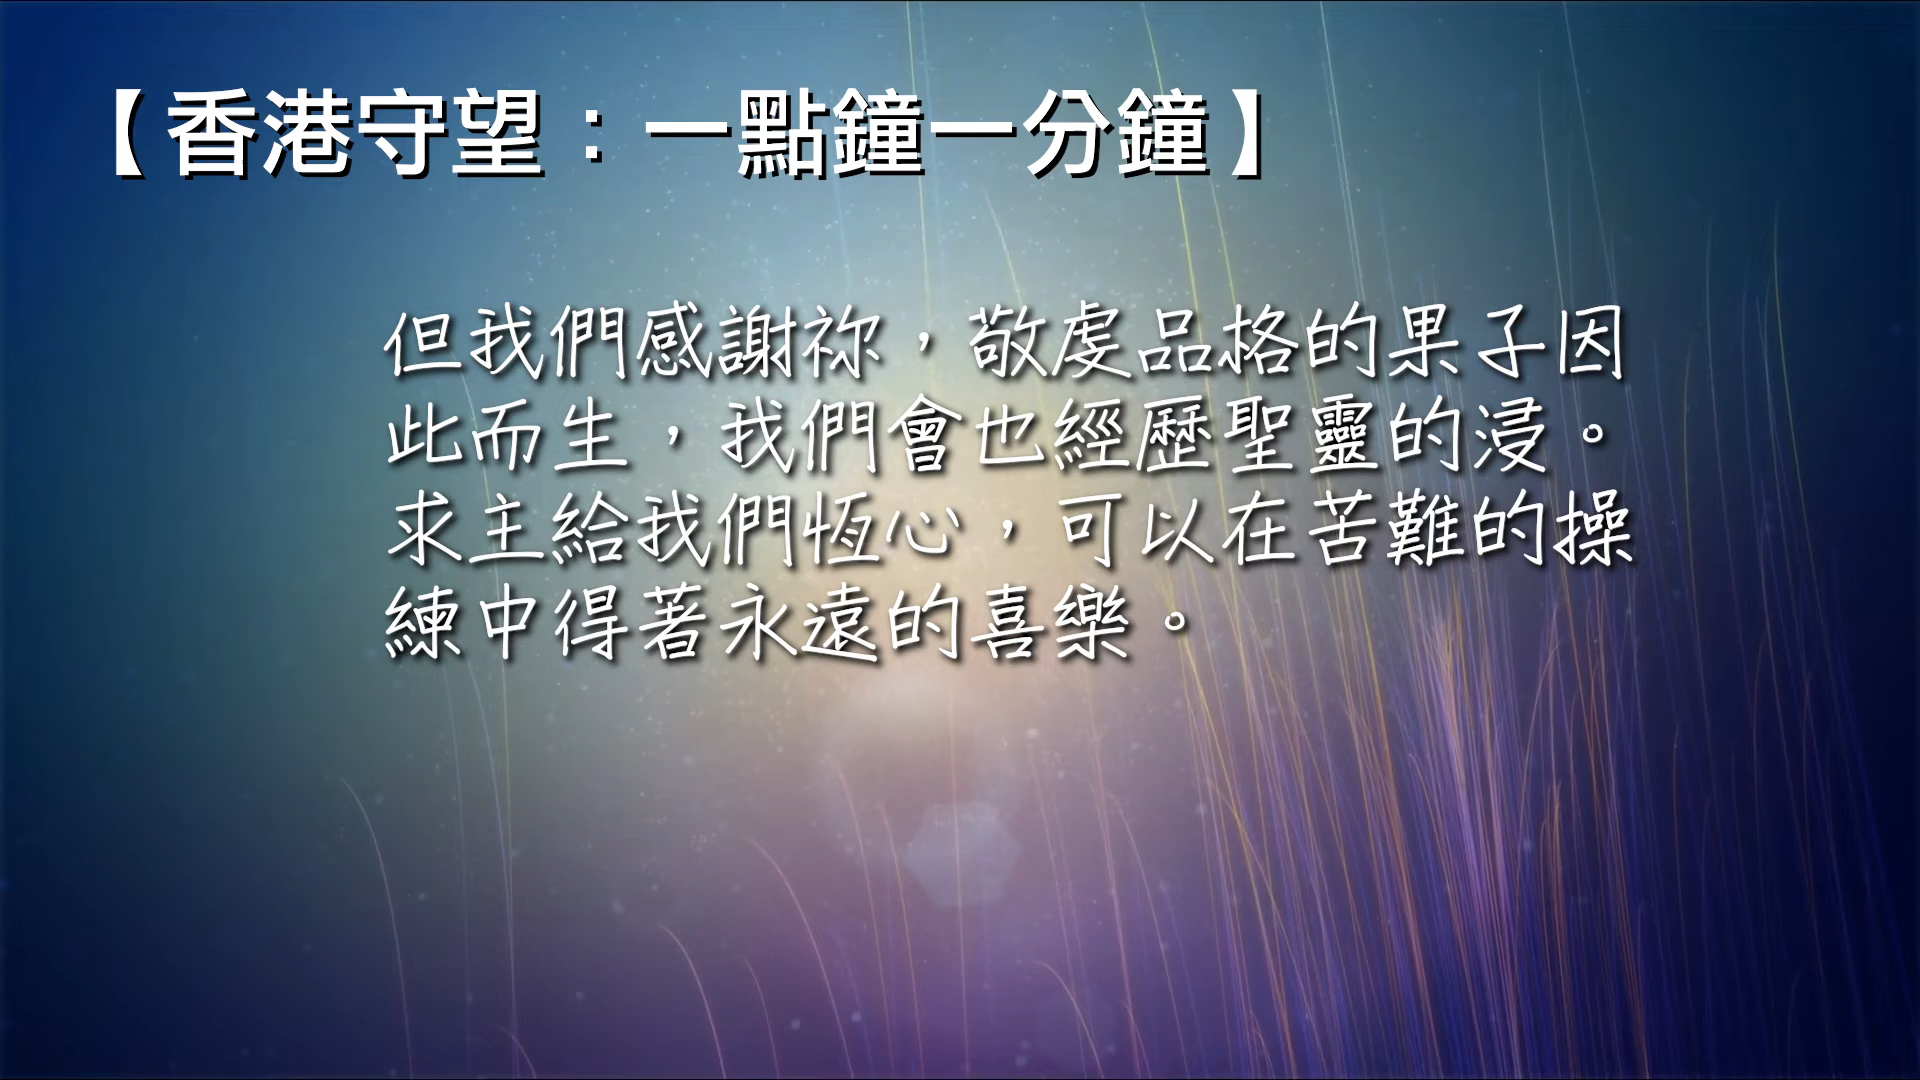 【香港守望：一點鐘一分鐘】
但我們感謝祢，敬虔品格的果子因
此而生，我們會也經歷聖靈的浸。
求主給我們恆心，可以在苦難的操
練中得著永遠的喜樂。